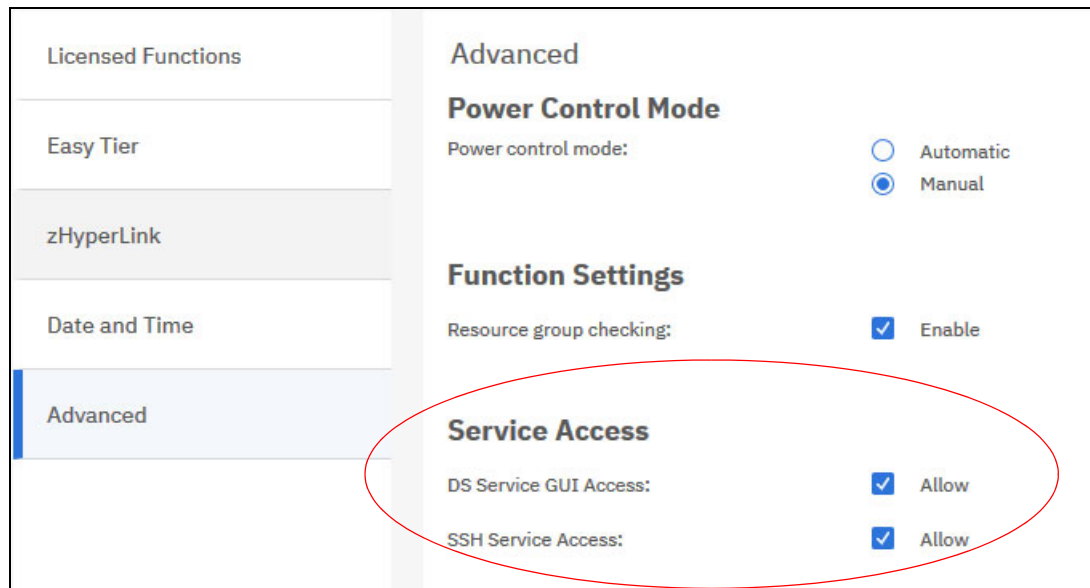 Licensed Functions
Easy Tier
zHyperLink
Date and Time
Advanced
Advanced
Power Control Mode
Power control mode:
Automatic
Manual
Function Settings
Resource group checking:
Enable
Service Access
DS Service GUI Access:
Allow
SSH Service Access:
Allow